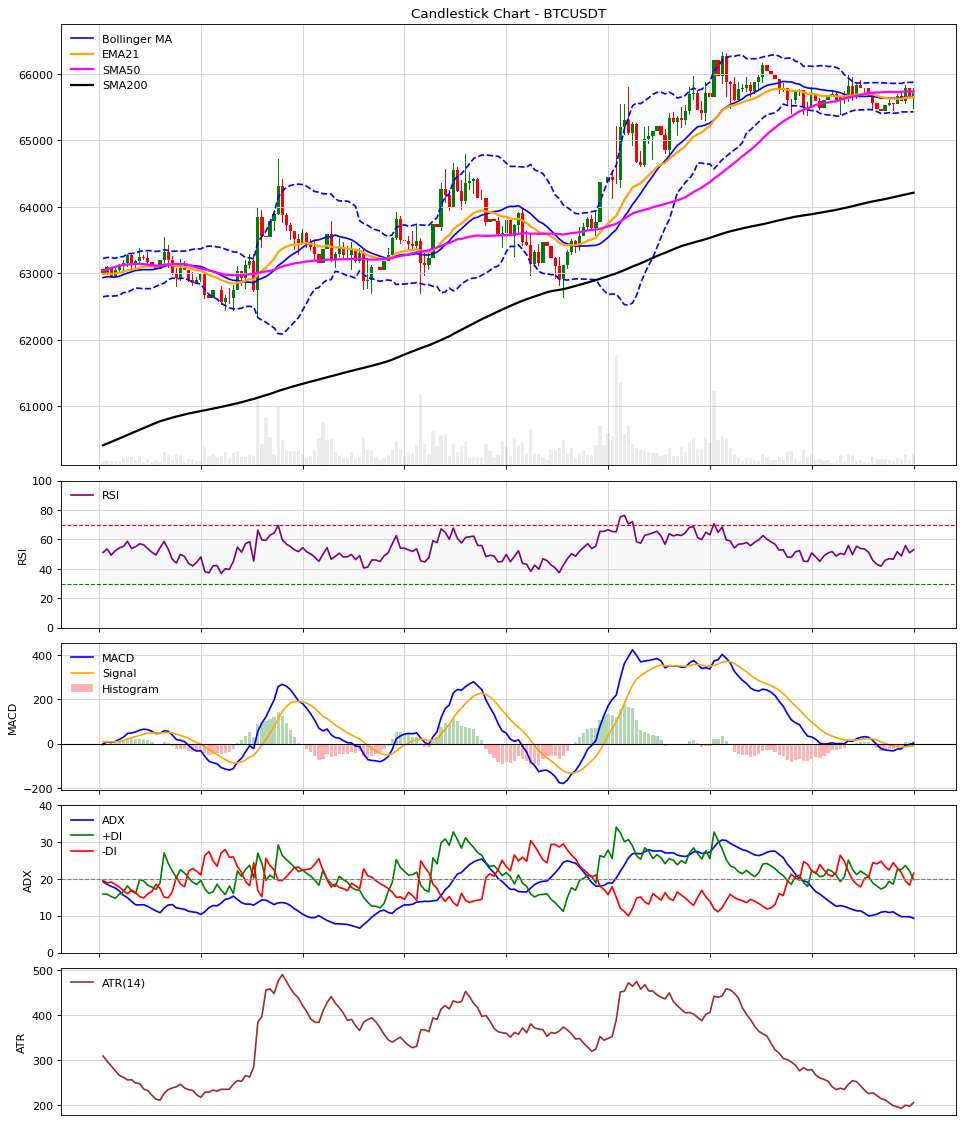 Candlestick Chart - BTCUSDT
Bollinger MA
EMA21
SMA50
SMA200
66000
65000
64000
63000
62000
61000
RSI
RSI
100
80
60
40
20
0
MACD
Signal
Histogram
MACD
400
200
0
−200
ADX
+DI
-DI
ADX
40
30
20
10
0
ATR(14)
ATR
500
400
300
200